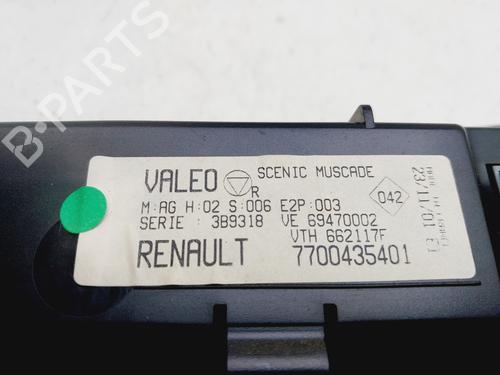 VALEO R SCENIC MUSCADE
042
M:AG H:02 S:006 E2P:003
SERIE : 3B9318 VE 69470002
VTH 662117F
RENAULT 7700435401
23/11/01
B-PARTS